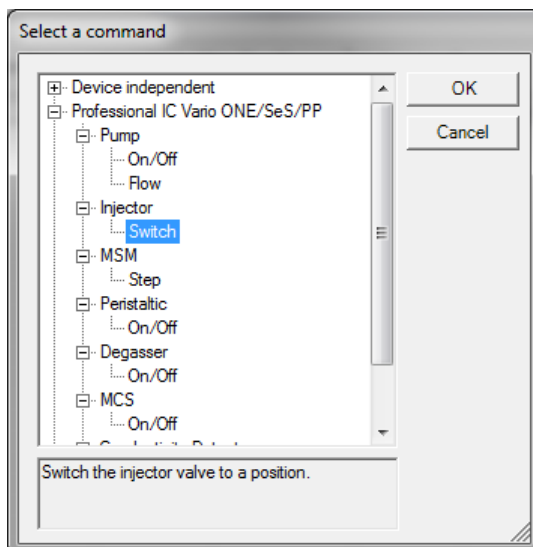 Select a command
Device independent
OK
Professional IC Vario ONE/SeS/PP
Cancel
Pump
On/Off
Flow
Injector
Switch
MSM
Step
Peristaltic
On/Off
Degasser
On/Off
MCS
On/Off
Switch the injector valve to a position.